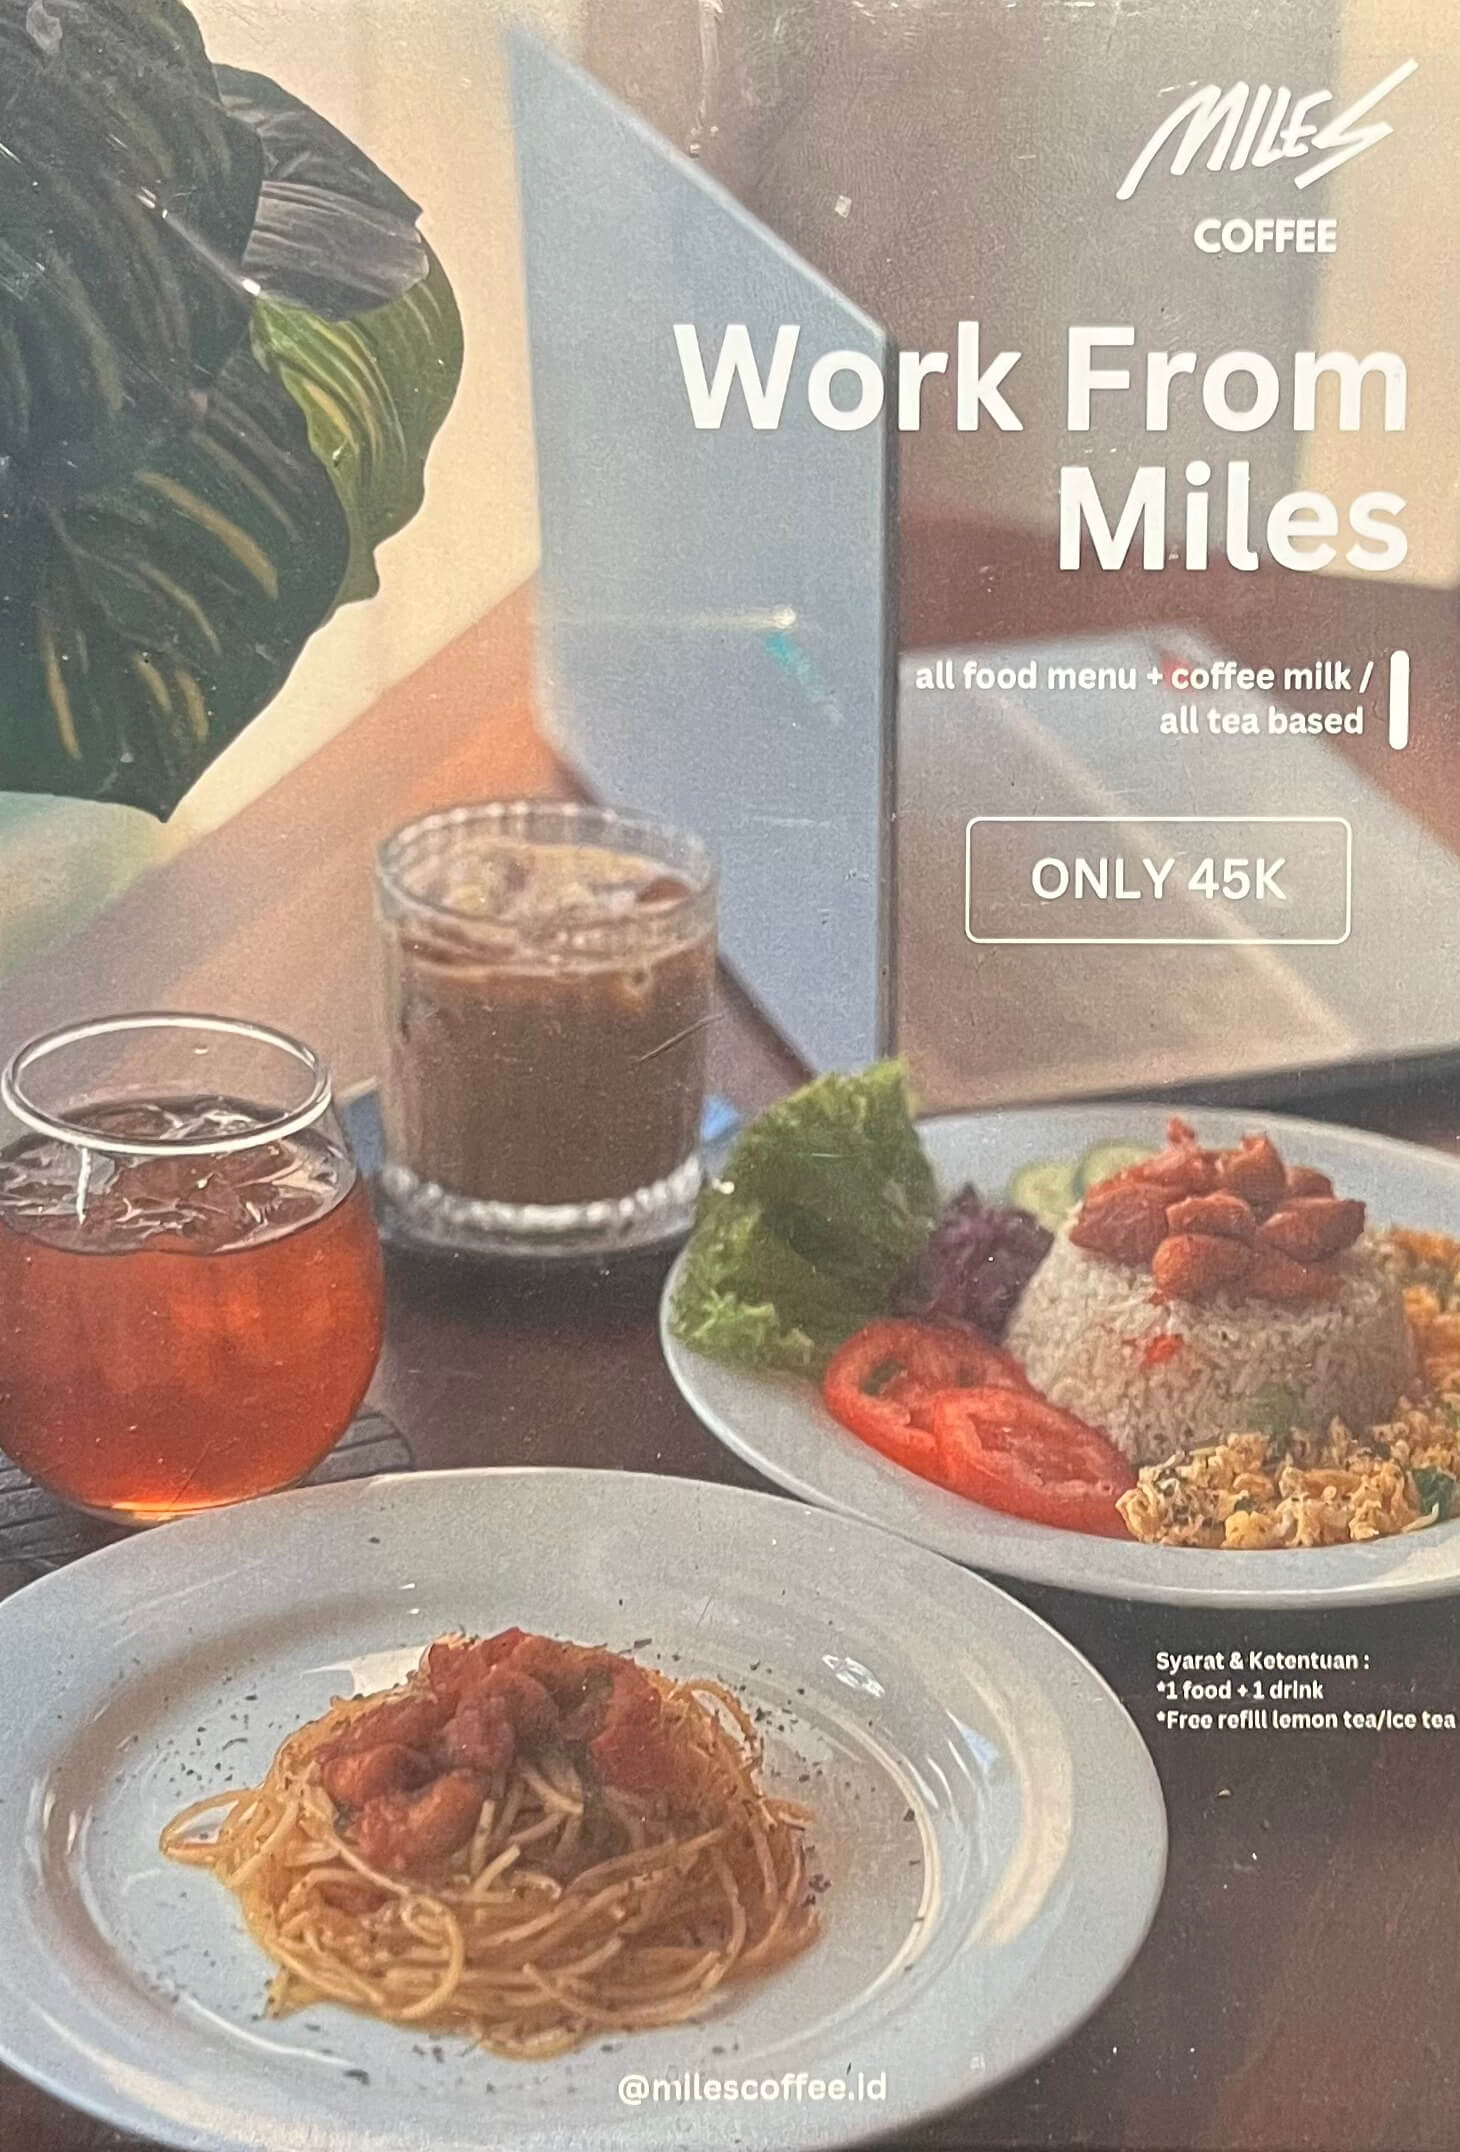 MILES
COFFEE
Work From
Miles
all food menu + coffee milk /
all tea based
ONLY 45K
Syarat & Ketentuan :
*1 food + 1 drink
*Free refill lemon tea/ice tea
@milescoffee.id